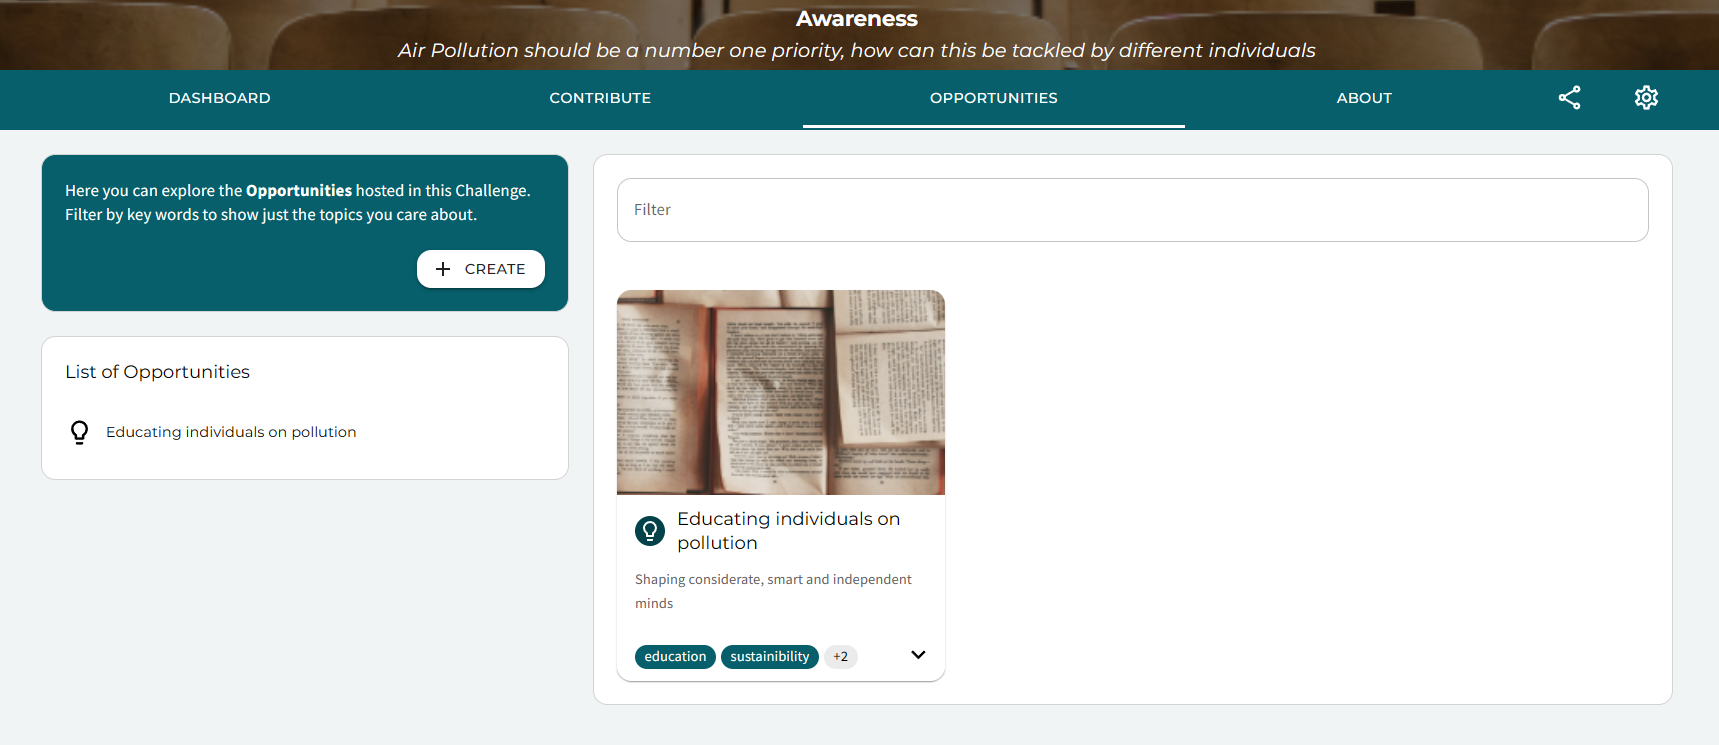 Awareness
Air Pollution should be a number one priority, how can this be tackled by different individuals
DASHBOARD
CONTRIBUTE
OPPORTUNITIES
ABOUT
Here you can explore the Opportunities hosted in this Challenge.
Filter by key words to show just the topics you care about.
CREATE
List of Opportunities
Educating individuals on pollution
Filter
Educating individuals on
pollution
Shaping considerate, smart and independent
minds
education
sustainibility
+2